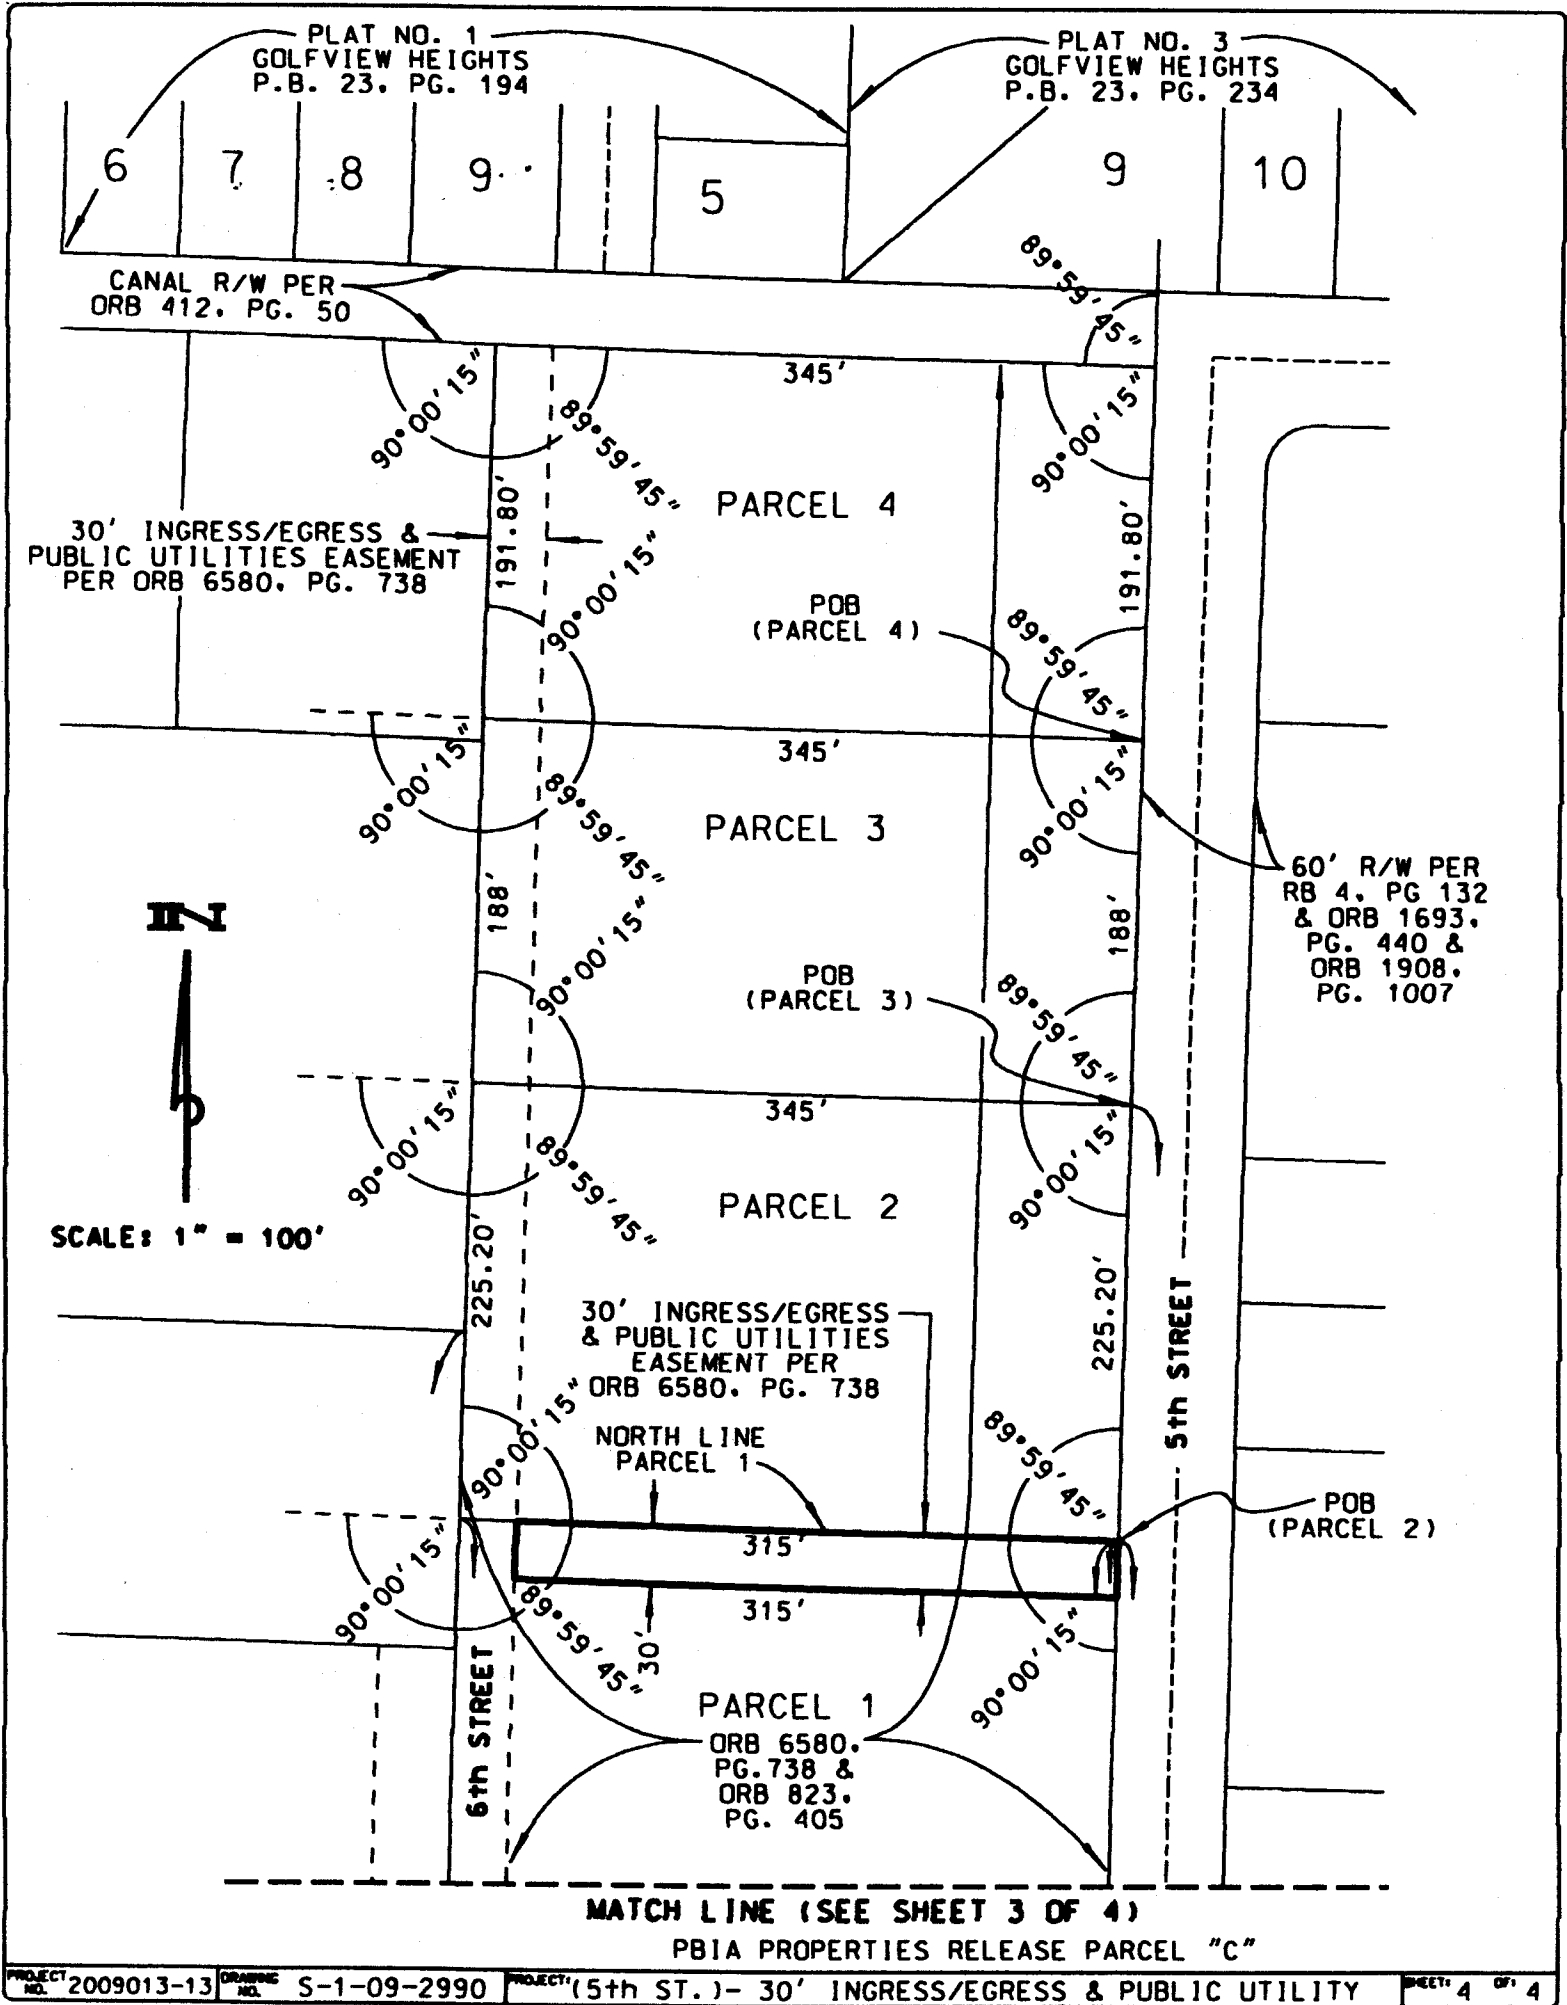 PLAT NO. 1
GOLFVIEW HEIGHTS
P.B. 23. PG. 194
PLAT NO. 3
GOLFVIEW HEIGHTS
P.B. 23. PG. 234
6
7
8
9
5
9
10
CANAL R/W PER
ORB 412. PG. 50
89°59'45"
345'
90°00'15"
89°59'45"
90°00'15"
PARCEL 4
191.80'
191.80'
30' INGRESS/EGRESS &
PUBLIC UTILITIES EASEMENT
PER ORB 6580. PG. 738
90°00'15"
POB
(PARCEL 4)
89°59'45"
345'
90°00'15"
89°59'45"
90°00'15"
PARCEL 3
60' R/W PER
RB 4. PG 132
& ORB 1693.
PG. 440 &
ORB 1908.
PG. 1007
188'
188'
N
90°00'15"
POB
(PARCEL 3)
89°59'45"
345'
90°00'15"
89°59'45"
90°00'15"
PARCEL 2
SCALE: 1" = 100'
225.20'
225.20'
30' INGRESS/EGRESS
& PUBLIC UTILITIES
EASEMENT PER
ORB 6580. PG. 738
5th STREET
90°00'15"
NORTH LINE
PARCEL 1
89°59'45"
POB
(PARCEL 2)
315'
90°00'15"
89°59'45"
315'
30'
90°00'15"
6th STREET
PARCEL 1
ORB 6580.
PG.738 &
ORB 823.
PG. 405
MATCH LINE (SEE SHEET 3 OF 4)
PBIA PROPERTIES RELEASE PARCEL "C"
PROJECT NO. 2009013-13 DRAWING NO. S-1-09-2990 PROJECT: (5th ST.)- 30' INGRESS/EGRESS & PUBLIC UTILITY SHEET: 4 OF: 4